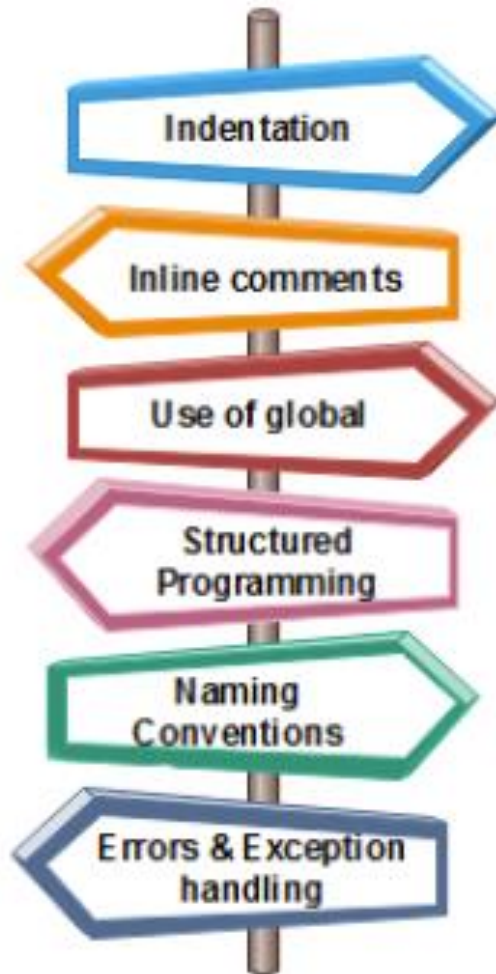 Indentation
Inline comments
Use of global
Structured
Programming
Naming
Conventions
Errors & Exception
handling